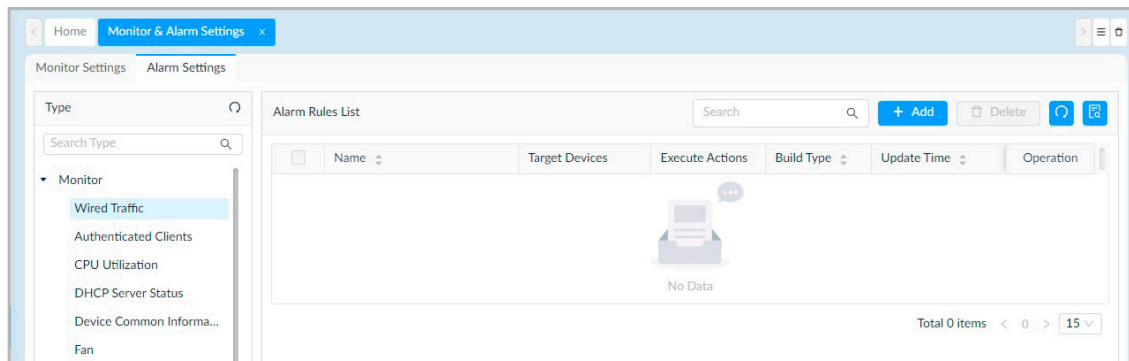 Home
Monitor & Alarm Settings
Monitor Settings
Alarm Settings
Type
Search Type
Monitor
Wired Traffic
Authenticated Clients
CPU Utilization
DHCP Server Status
Device Common Informa...
Fan
Alarm Rules List
Search
+ Add
Delete
Name
Target Devices
Execute Actions
Build Type
Update Time
Operation
No Data
Total 0 items < 0 > 15